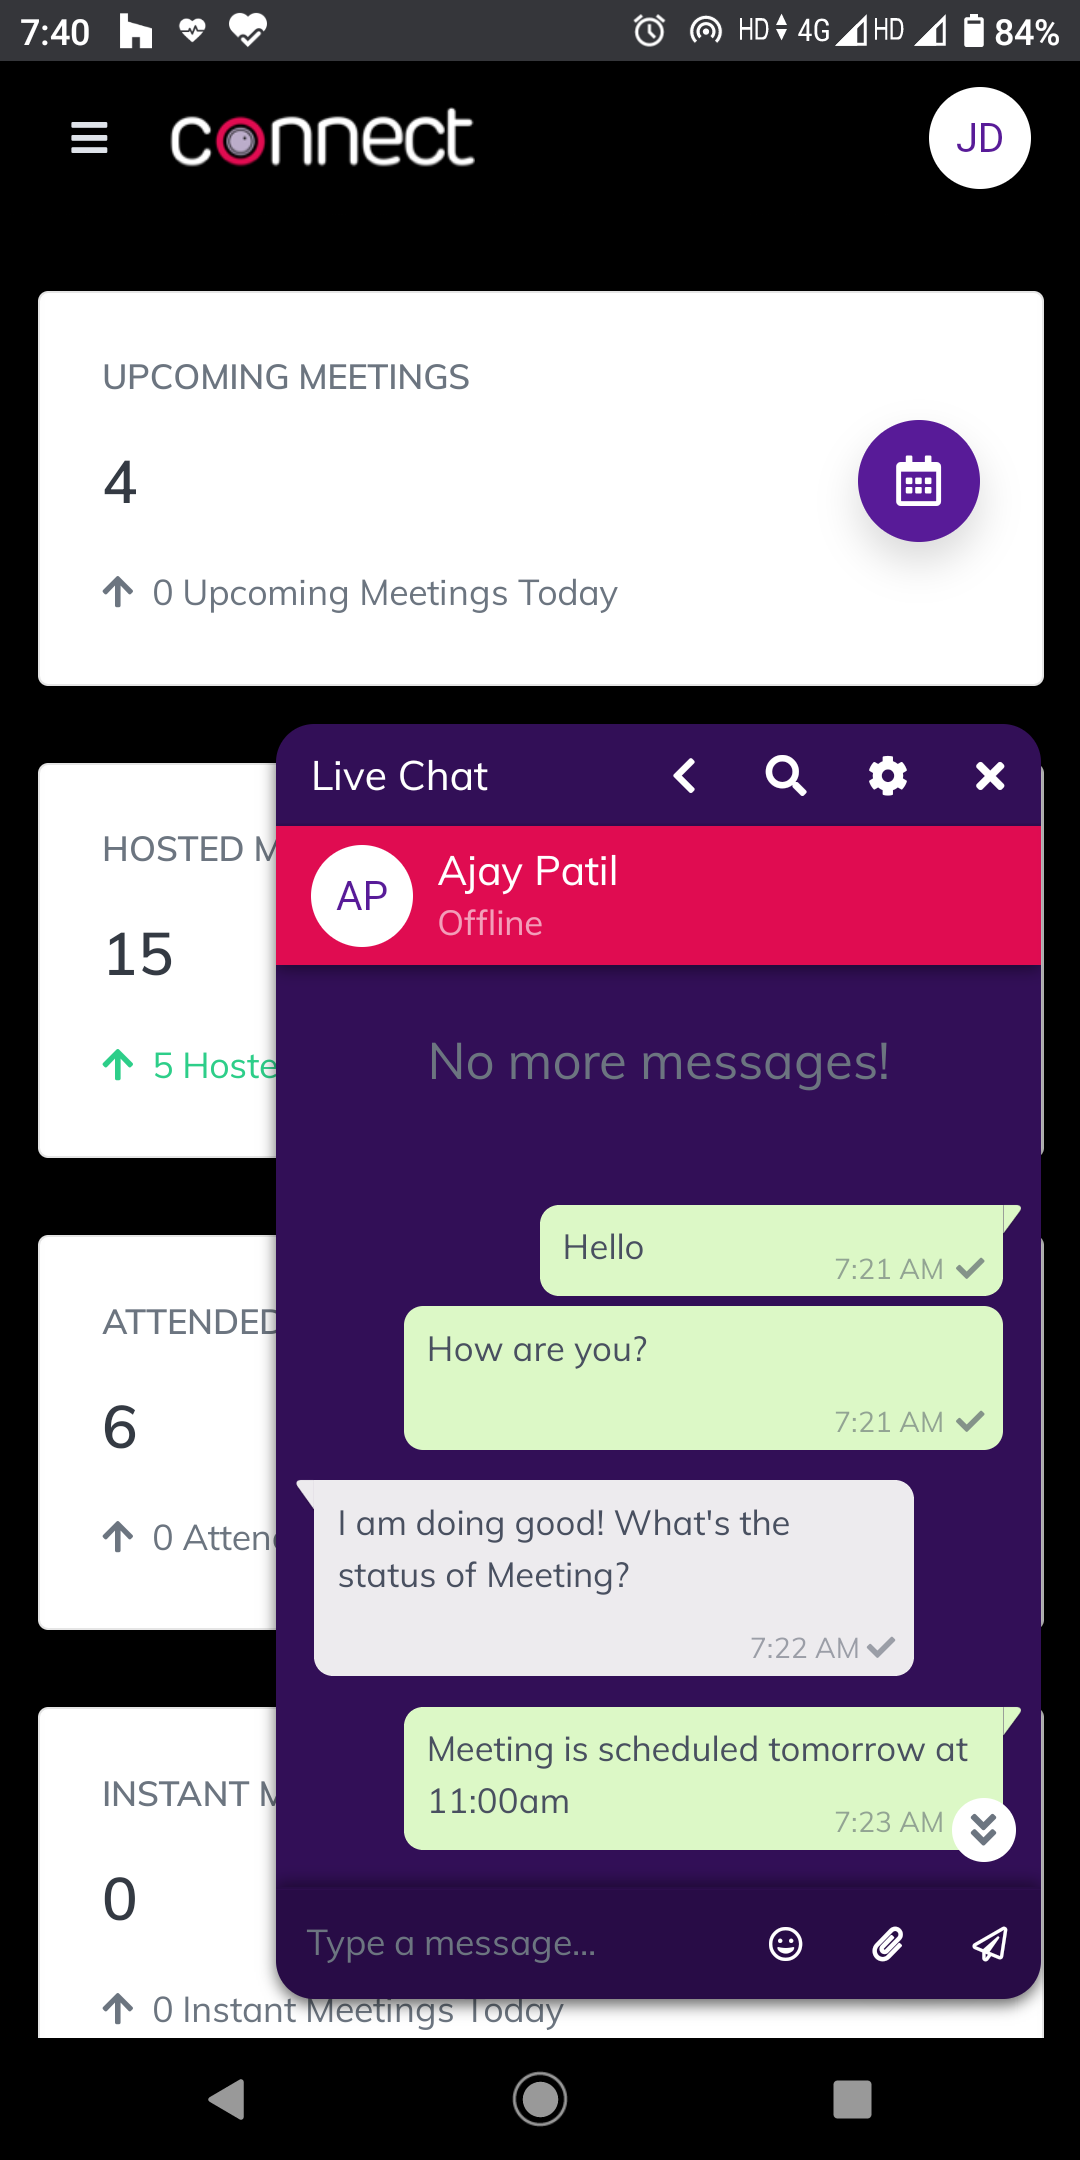 7:40 HD 4G HD 84%
connect
JD
UPCOMING MEETINGS
4
0 Upcoming Meetings Today
Live Chat
HOSTED
AP
Ajay Patil
Offline
15
5
No more messages!
Hello
7:21 AM
How are you?
7:21 AM
ATTENDED
6
0
I am doing good! What's the
status of Meeting?
7:22 AM
Meeting is scheduled tomorrow at
11:00am
7:23 AM
INSTANT
0
Type a message...
0 Instant Meetings Today